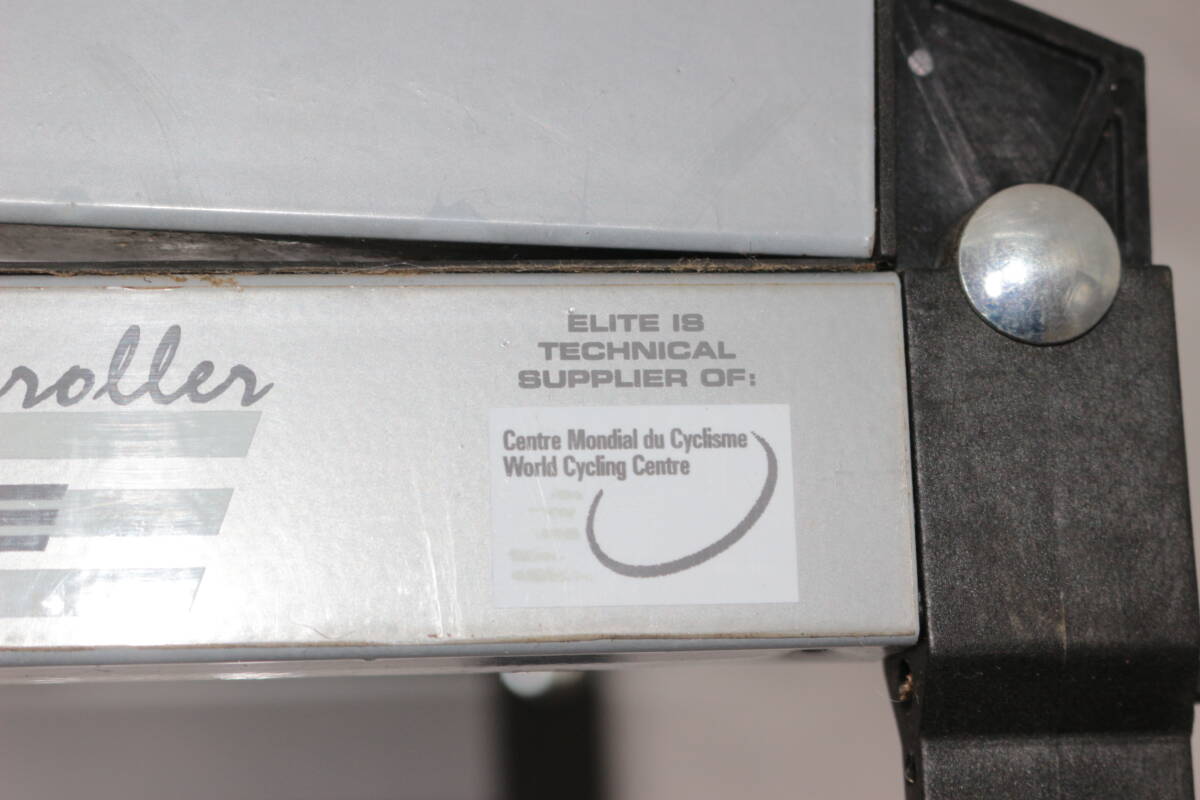 roller
ELITE IS
TECHNICAL
SUPPLIER OF:
Centre Mondial du Cyclisme
World Cycling Centre